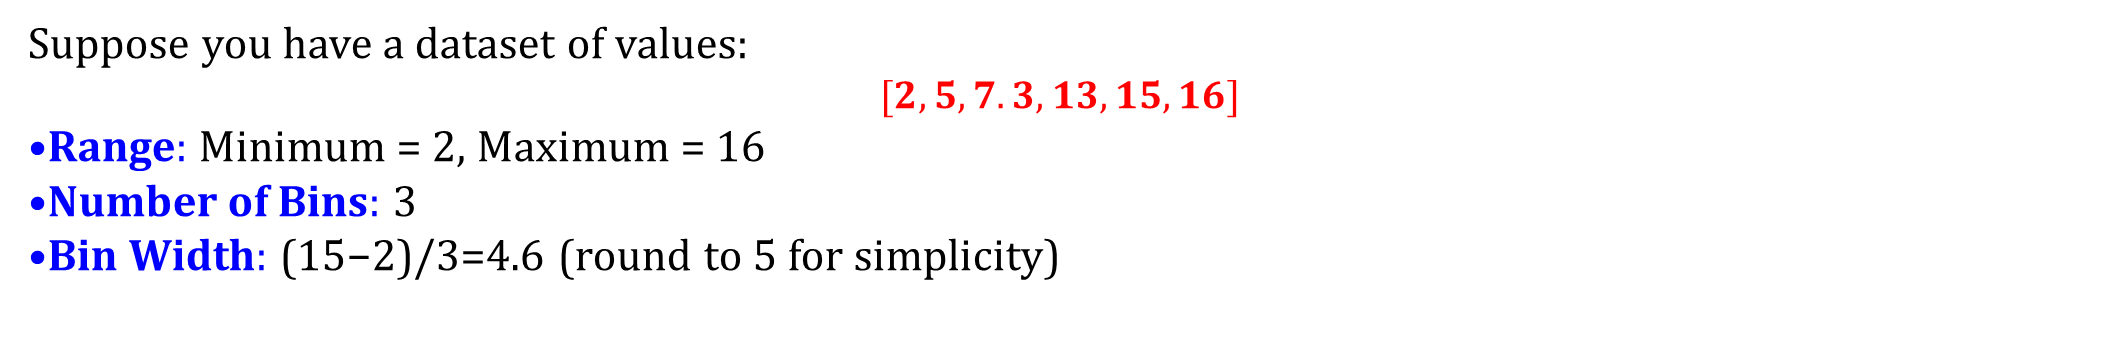 Suppose you have a dataset of values:
[2, 5, 7. 3, 13, 15, 16]
•Range: Minimum = 2, Maximum = 16
•Number of Bins: 3
•Bin Width: (15−2)/3=4.6 (round to 5 for simplicity)